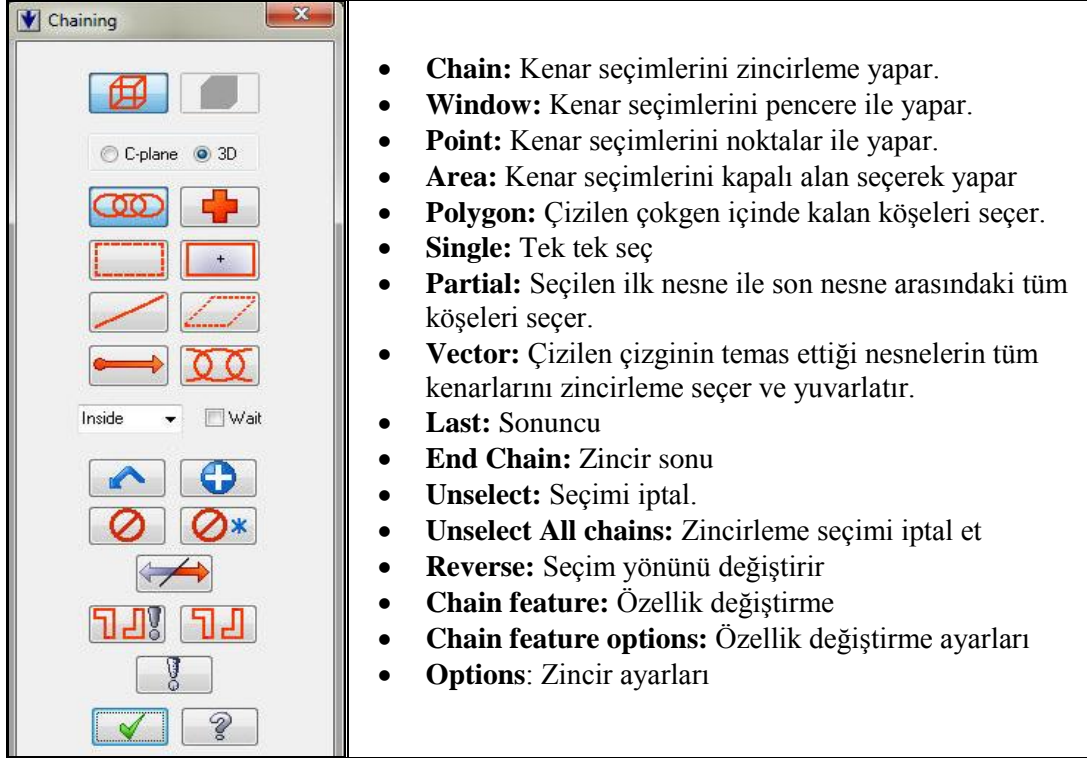 Chaining
C-plane 3D
Inside Wait
• Chain: Kenar seçimlerini zincirleme yapar.
• Window: Kenar seçimlerini pencere ile yapar.
• Point: Kenar seçimlerini noktalar ile yapar.
• Area: Kenar seçimlerini kapalı alan seçerek yapar
• Polygon: Çizilen çokgen içinde kalan köşeleri seçer.
• Single: Tek tek seç
• Partial: Seçilen ilk nesne ile son nesne arasındaki tüm
köşeleri seçer.
• Vector: Çizilen çizginin temas ettiği nesnelerin tüm
kenarlarını zincirleme seçer ve yuvarlatır.
• Last: Sonuncu
• End Chain: Zincir sonu
• Unselect: Seçimi iptal.
• Unselect All chains: Zincirleme seçimi iptal et
• Reverse: Seçim yönünü değiştirir
• Chain feature: Özellik değiştirme
• Chain feature options: Özellik değiştirme ayarları
• Options: Zincir ayarları